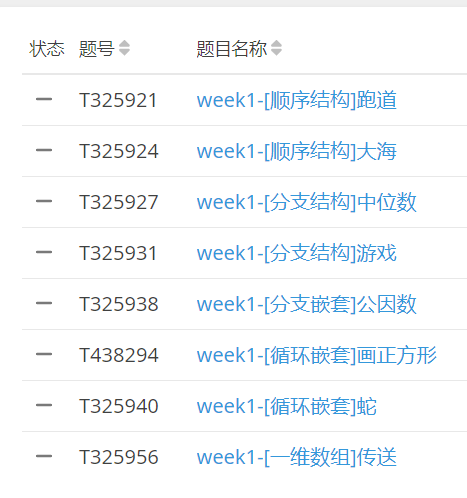 状态 题号 题目名称
T325921 week1-[顺序结构]跑道
T325924 week1-[顺序结构]大海
T325927 week1-[分支结构]中位数
T325931 week1-[分支结构]游戏
T325938 week1-[分支嵌套]公因数
T438294 week1-[循环嵌套]画正方形
T325940 week1-[循环嵌套]蛇
T325956 week1-[一维数组]传送